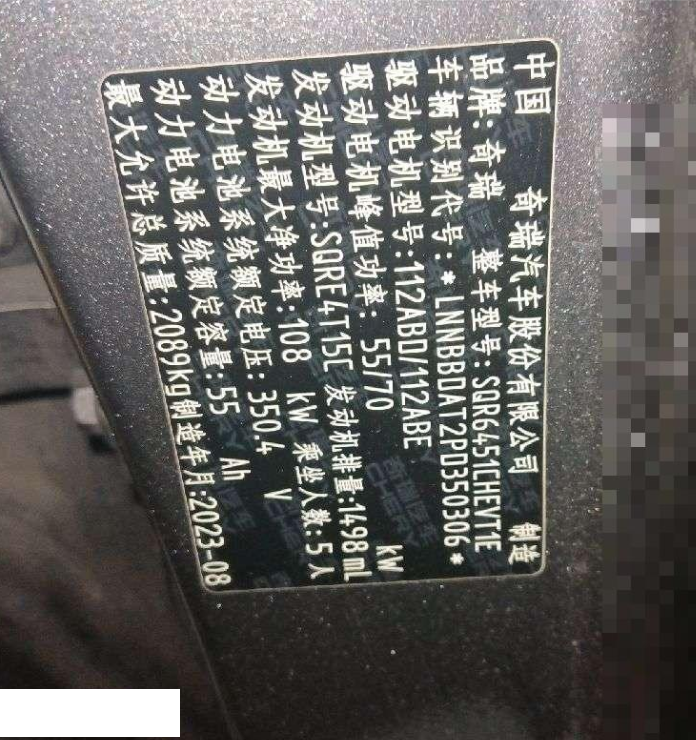 中国 奇瑞汽车股份有限公司 制造
品牌:奇瑞 整车型号:SQR6451CHEVT1E
车辆识别代号:*LNNBBDAT2PD350306*
驱动电机型号:112ABD/112ABE
驱动电机峰值功率: 55/70 kW
发动机型号:SQRE4T15C 发动机排量:1498mL
发动机最大净功率:108 kW 乘坐人数:5人
动力电池系统额定电压:350.4 V
动力电池系统额定容量:55 Ah
最大允许总质量:2089kg制造年月:2023-08